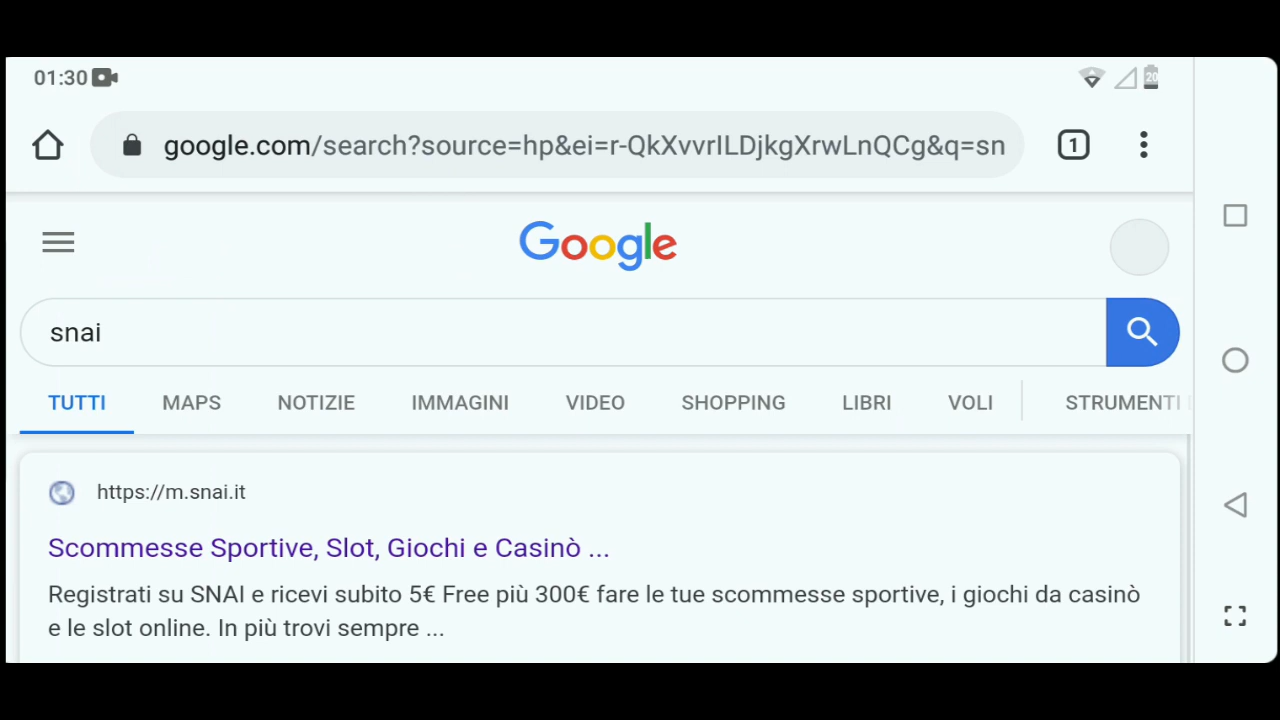 01:30
20
google.com/search?source=hp&ei=r-QkXvvrILDjkgXrwLnQCg&q=sn
1
Google
snai
TUTTI MAPS NOTIZIE IMMAGINI VIDEO SHOPPING LIBRI VOLI STRUMENTI
https://m.snai.it
Scommesse Sportive, Slot, Giochi e Casinò ...
Registrati su SNAI e ricevi subito 5€ Free più 300€ fare le tue scommesse sportive, i giochi da casinò
e le slot online. In più trovi sempre ...